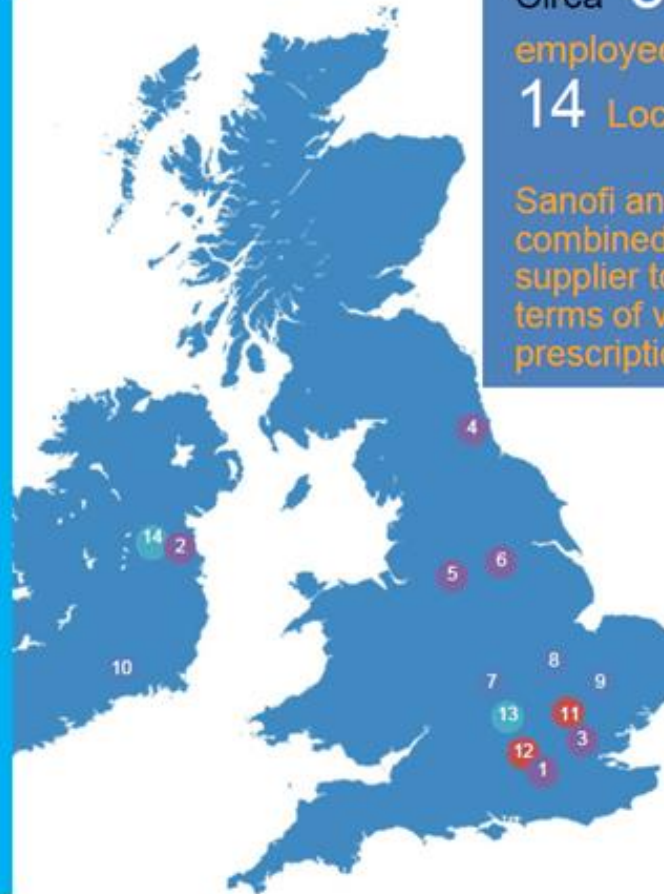 Circa
employee
14 Loc
Sanofi an
combined
supplier to
terms of v
prescriptio
4
14
2
6
5
10
8
7
9
13
11
3
12
1